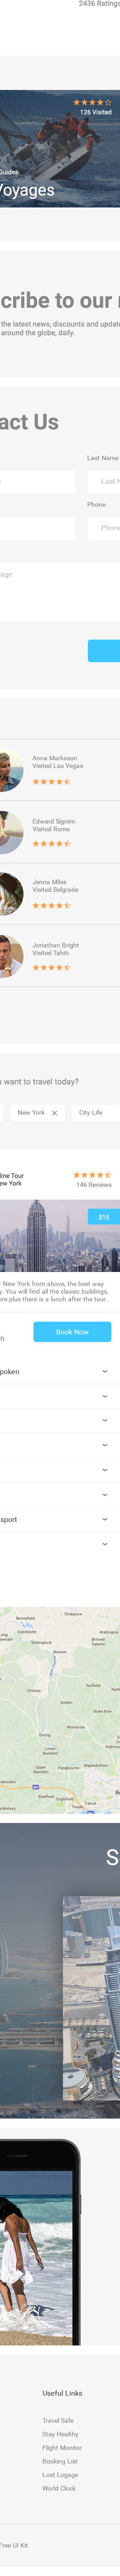 2436 Ratings
126 Visited
Guides
Voyages
cribe to our
the latest news, discounts and update
around the globe, daily.
act Us
Last Name
Last N
Phone
Phone
age
Anna Marksson
Visited Las Vegas
Edward Signim
Visited Rome
Jenna Miles
Visited Belgrade
Jonathan Bright
Visited Tahiti
want to travel today?
New York
City Life
line Tour
ew York
146 Reviews
$15
New York from above, the best way
y. You will find all the classic buildings,
ore plus there is a lunch after the tour.
ft
Book Now
poken
sport
Useful Links
Travel Safe
Stay Healthy
Flight Monitor
Booking List
Lost Lugage
World Clock
Free UI Kit